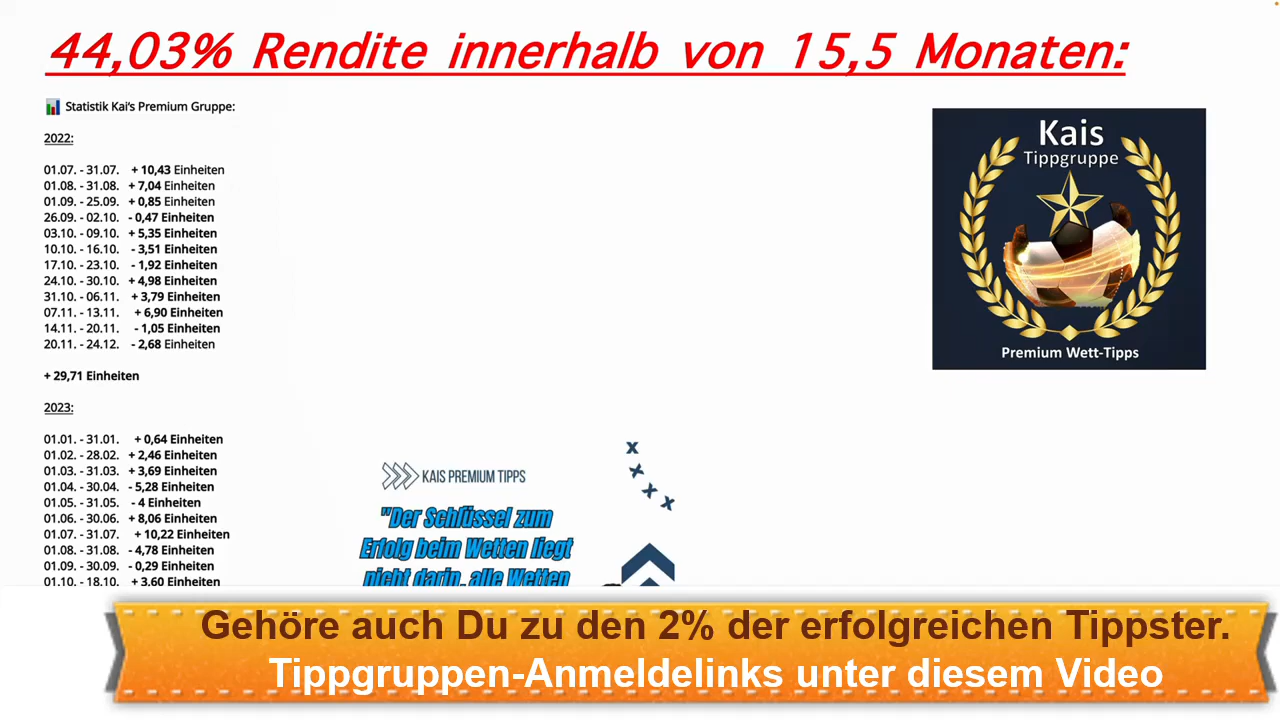 44,03% Rendite innerhalb von 15,5 Monaten:
Statistik Kai's Premium Gruppe:
2022:
01.07. - 31.07. + 10,43 Einheiten
01.08. - 31.08. + 7,04 Einheiten
01.09. - 25.09. + 0,85 Einheiten
26.09. - 02.10. - 0,47 Einheiten
03.10. - 09.10. + 5,35 Einheiten
10.10. - 16.10. - 3,51 Einheiten
17.10. - 23.10. - 1,92 Einheiten
24.10. - 30.10. + 4,98 Einheiten
31.10. - 06.11. + 3,79 Einheiten
07.11. - 13.11. + 6,90 Einheiten
14.11. - 20.11. - 1,05 Einheiten
20.11. - 24.12. - 2,68 Einheiten
+ 29,71 Einheiten
2023:
01.01. - 31.01. + 0,64 Einheiten
01.02. - 28.02. + 2,46 Einheiten
01.03. - 31.03. + 3,69 Einheiten
01.04. - 30.04. - 5,28 Einheiten
01.05. - 31.05. - 4 Einheiten
01.06. - 30.06. + 8,06 Einheiten
01.07. - 31.07. + 10,22 Einheiten
01.08. - 31.08. - 4,78 Einheiten
01.09. - 30.09. - 0,29 Einheiten
01.10. - 18.10. + 3,60 Einheiten
Kais
Tippgruppe
Premium Wett-Tipps
KAIS PREMIUM TIPPS
"Der Schlüssel zum
Erfolg beim Wetten liegt
nicht darin, alle Wetten
Gehöre auch Du zu den 2% der erfolgreichen Tippster.
Tippgruppen-Anmeldelinks unter diesem Video